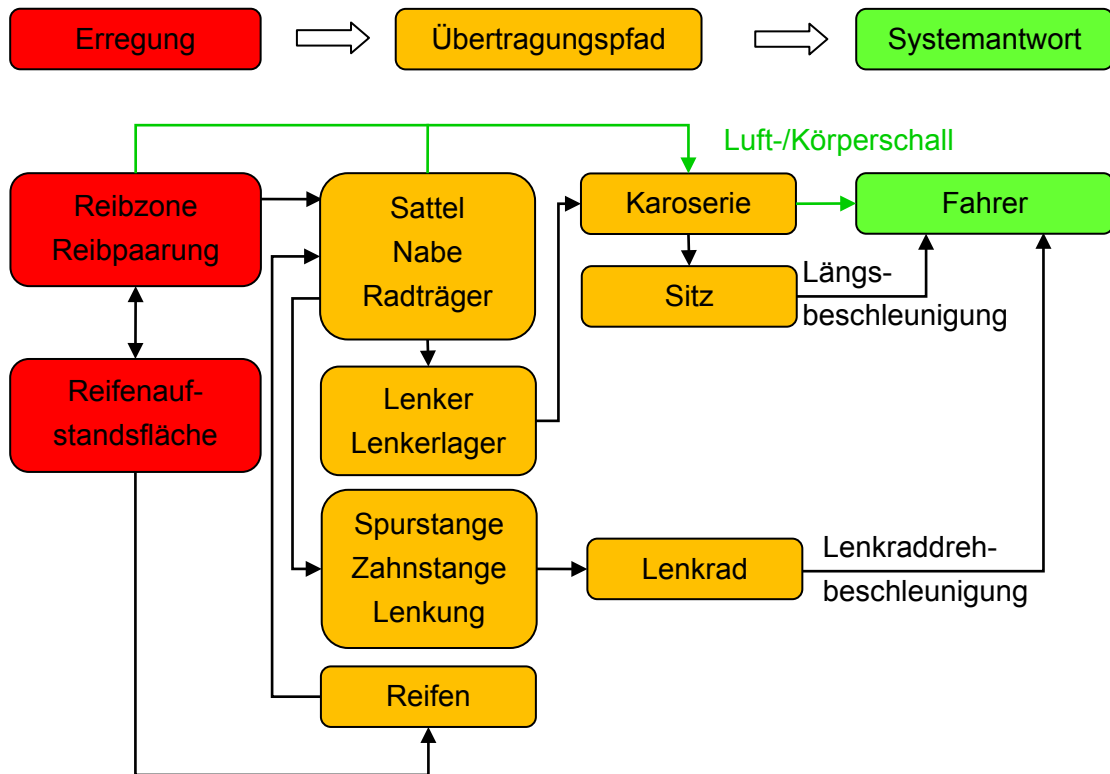 Erregung
Übertragungspfad
Systemantwort
Luft-/Körperschall
Reibzone
Reibpaarung
Sattel
Nabe
Radträger
Karoserie
Fahrer
Sitz
Längs-
beschleunigung
Reifenauf-
standsfläche
Lenker
Lenkerlager
Spurstange
Zahnstange
Lenkung
Lenkrad
Lenkraddreh-
beschleunigung
Reifen